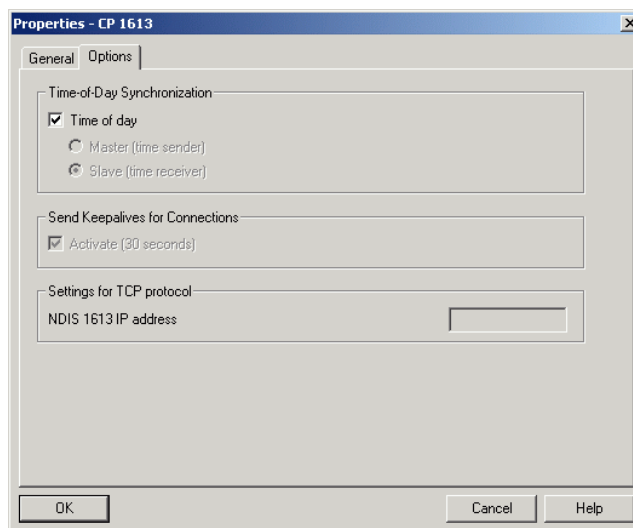 Properties - CP 1613
General
Options
Time-of-Day Synchronization
Time of day
Master (time sender)
Slave (time receiver)
Send Keepalives for Connections
Activate (30 seconds)
Settings for TCP protocol
NDIS 1613 IP address
OK
Cancel
Help